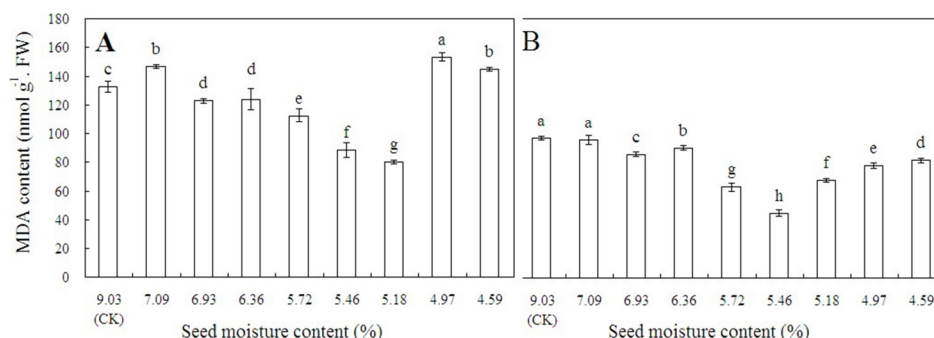 MDA content (nmol g⁻¹. FW)
180
160
140
120
100
80
60
40
20
0
A
c b d d e f g a b
9.03 7.09 6.93 6.36 5.72 5.46 5.18 4.97 4.59
(CK)
Seed moisture content (%)
B
a a c b g h f e d
9.03 7.09 6.93 6.36 5.72 5.46 5.18 4.97 4.59
(CK)
Seed moisture content (%)